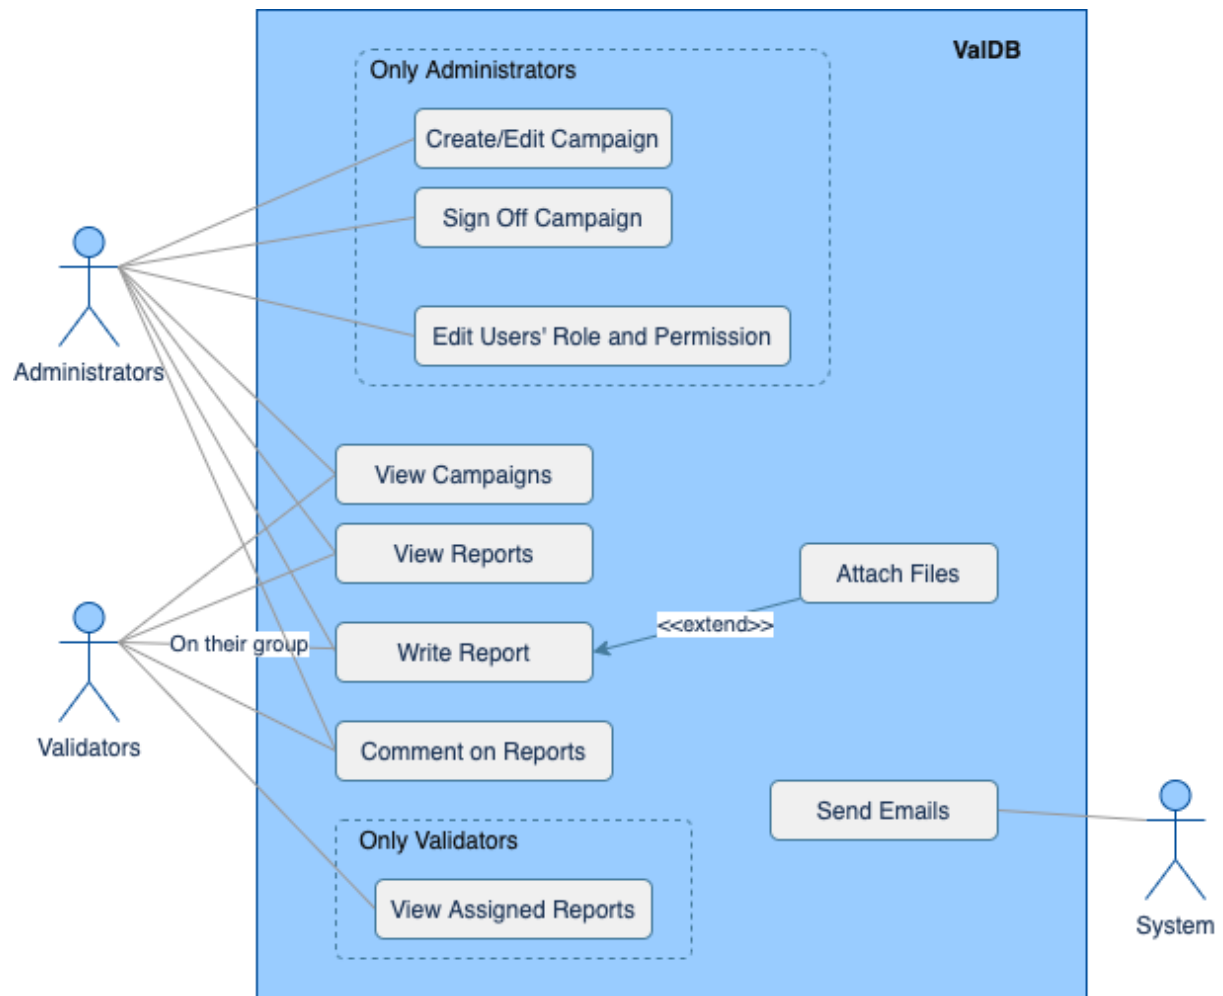 ValDB
Only Administrators
Create/Edit Campaign
Sign Off Campaign
Edit Users' Role and Permission
Administrators
View Campaigns
View Reports
Attach Files
<<extend>>
On their group
Write Report
Validators
Comment on Reports
Send Emails
Only Validators
View Assigned Reports
System